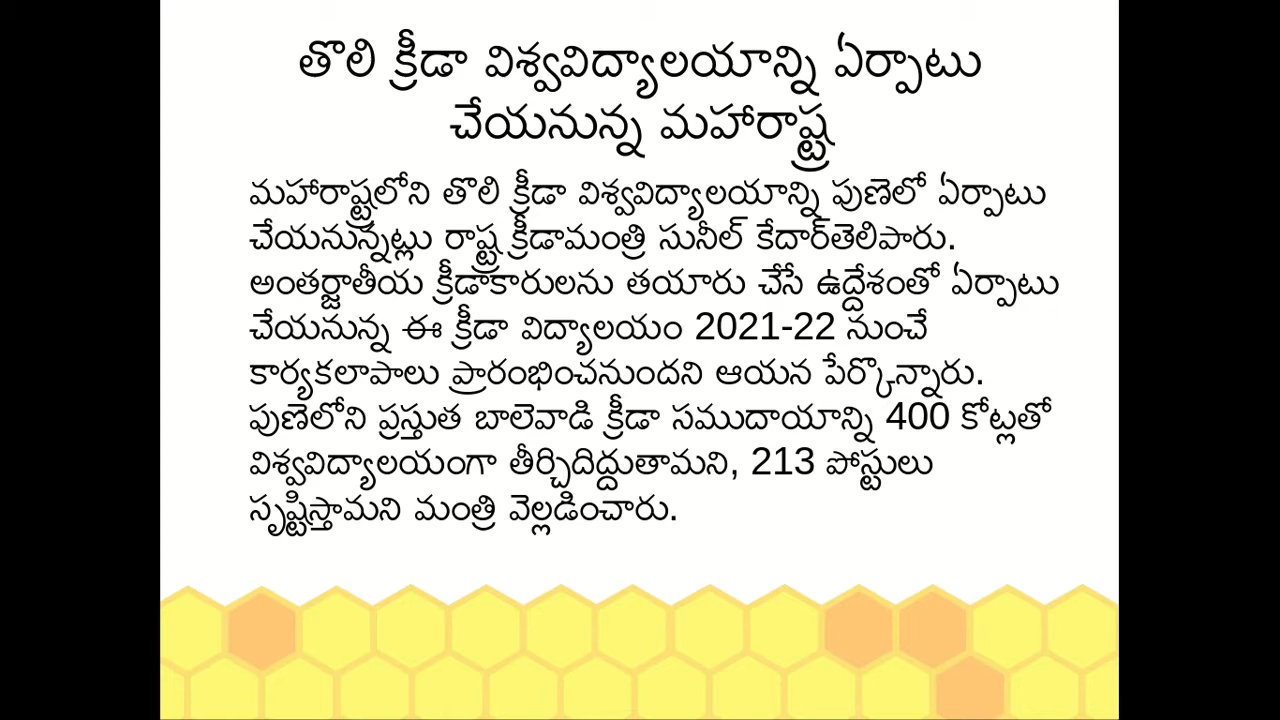 తొలి క్రీడా విశ్వవిద్యాలయాన్ని ఏర్పాటు
చేయనున్న మహారాష్ట్ర
మహారాష్ట్రలోని తొలి క్రీడా విశ్వవిద్యాలయాన్ని పుణెలో ఏర్పాటు
చేయనున్నట్లు రాష్ట్ర క్రీడామంత్రి సునీల్ కేదార్‌తెలిపారు.
అంతర్జాతీయ క్రీడాకారులను తయారు చేసే ఉద్దేశంతో ఏర్పాటు
చేయనున్న ఈ క్రీడా విద్యాలయం 2021-22 నుంచే
కార్యకలాపాలు ప్రారంభించనుందని ఆయన పేర్కొన్నారు.
పుణెలోని ప్రస్తుత బాలెవాడి క్రీడా సముదాయాన్ని 400 కోట్లతో
విశ్వవిద్యాలయంగా తీర్చిదిద్దుతామని, 213 పోస్టులు
సృష్టిస్తామని మంత్రి వెల్లడించారు.